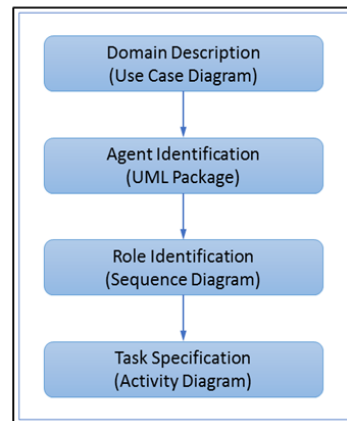 Domain Description
(Use Case Diagram)
Agent Identification
(UML Package)
Role Identification
(Sequence Diagram)
Task Specification
(Activity Diagram)